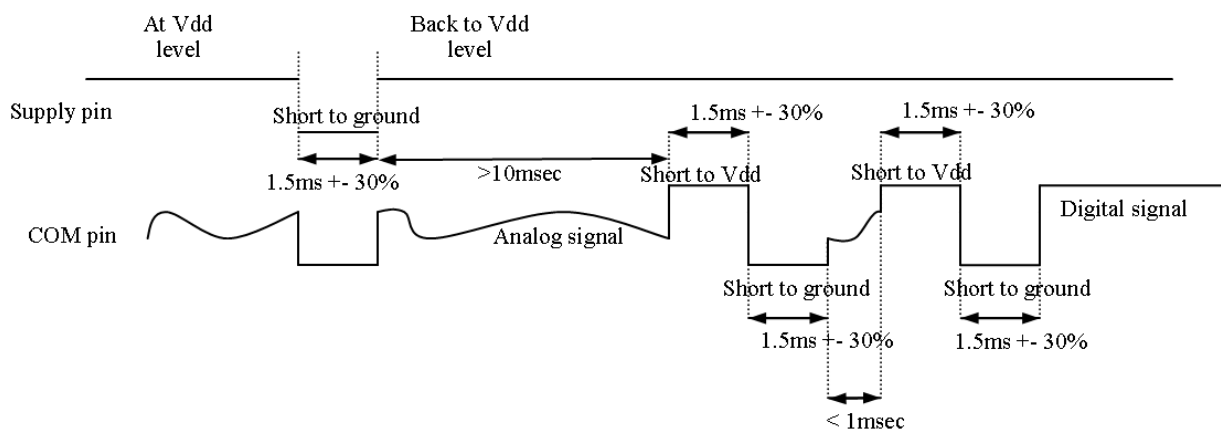 At Vdd
level
Back to Vdd
level
Supply pin
Short to ground
1.5ms +- 30%
1.5ms +- 30%
1.5ms +- 30%
>10msec
Short to Vdd
Short to Vdd
COM pin
Analog signal
Digital signal
Short to ground
Short to ground
1.5ms +- 30%
1.5ms +- 30%
< 1msec